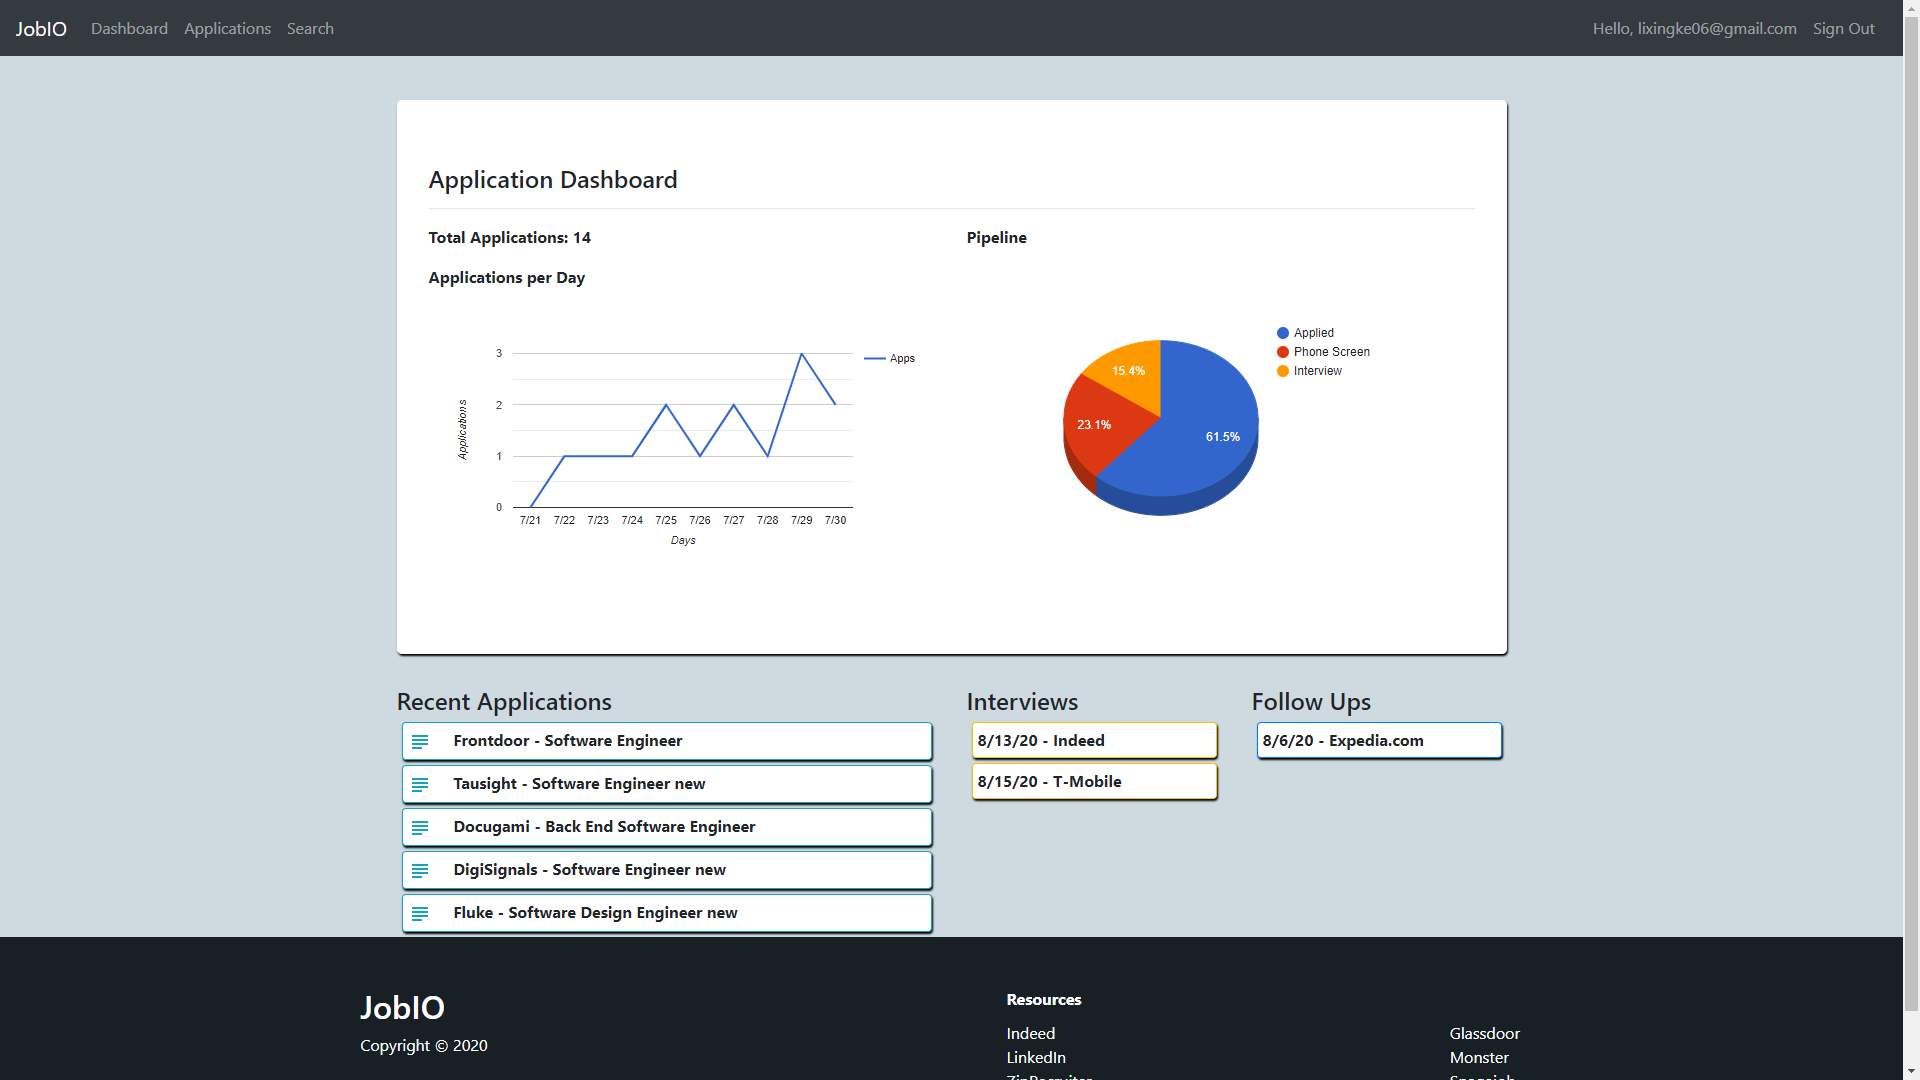 JobIO Dashboard Applications Search Hello, lixingke06@gmail.com Sign Out
Application Dashboard
Total Applications: 14
Applications per Day
3
2
1
0
Applications
7/21 7/22 7/23 7/24 7/25 7/26 7/27 7/28 7/29 7/30
Days
Apps
Pipeline
15.4%
23.1%
61.5%
Applied
Phone Screen
Interview
Recent Applications
Frontdoor - Software Engineer
Tausight - Software Engineer new
Docugami - Back End Software Engineer
DigiSignals - Software Engineer new
Fluke - Software Design Engineer new
Interviews
8/13/20 - Indeed
8/15/20 - T-Mobile
Follow Ups
8/6/20 - Expedia.com
JobIO
Copyright © 2020
Resources
Indeed
LinkedIn
ZipRecruiter
Glassdoor
Monster